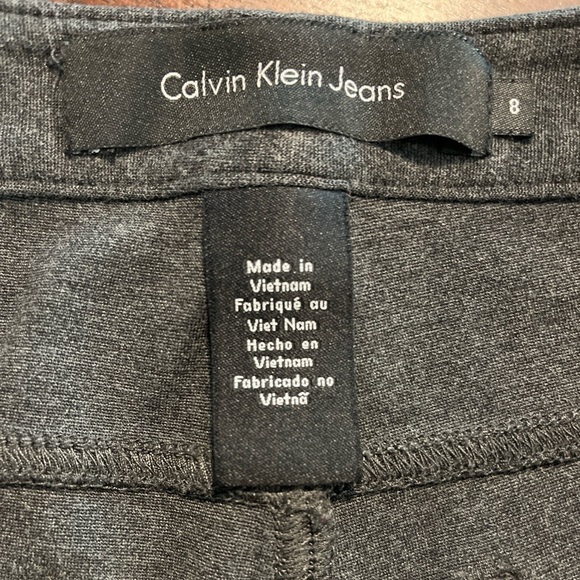 Calvin Klein Jeans
8
Made in
Vietnam
Fabriqué au
Viet Nam
Hecho en
Vietnam
Fabricado no
Vietnã